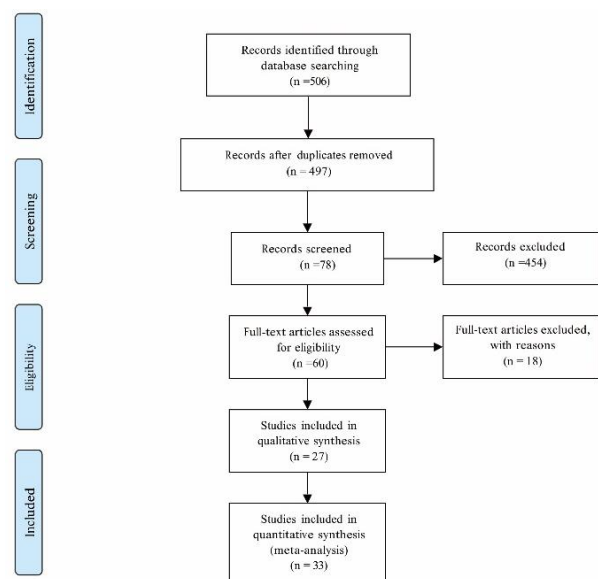 Identification
Records identified through
database searching
(n =506)
Records after duplicates removed
(n = 497)
Screening
Records screened
(n =78)
Records excluded
(n =454)
Eligibility
Full-text articles assessed
for eligibility
(n =60)
Full-text articles excluded,
with reasons
(n = 18)
Studies included in
qualitative synthesis
(n = 27)
Included
Studies included in
quantitative synthesis
(meta-analysis)
(n = 33)